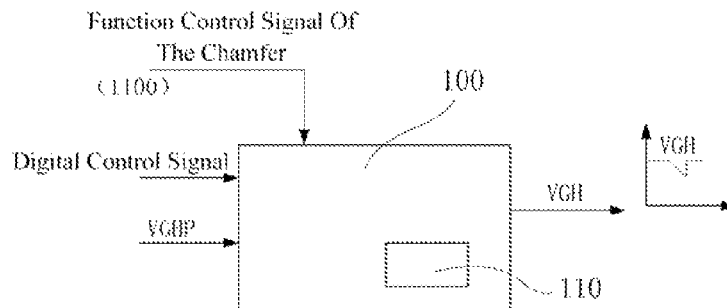 Function Control Signal Of
The Chamfer
(1100)
100
Digital Control Signal
VGH
VGH
VGHP
110